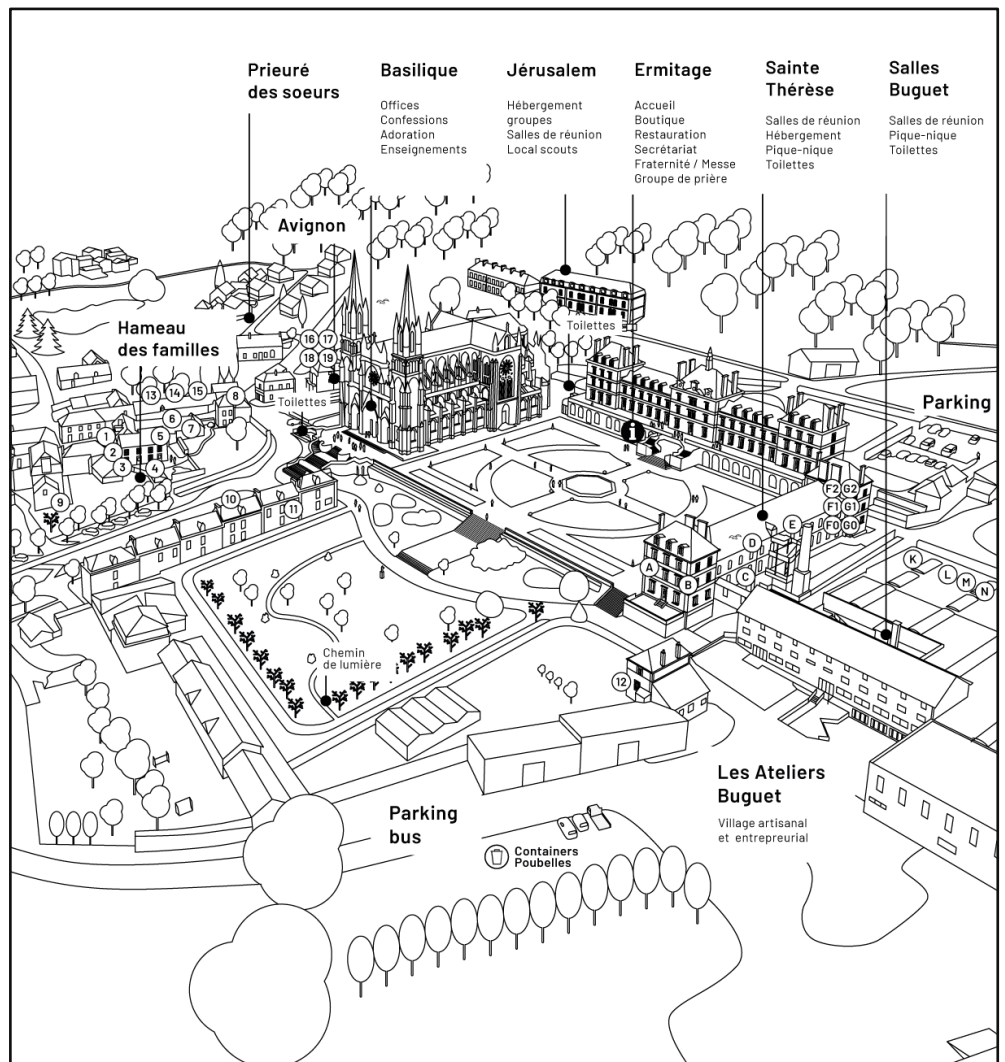 Prieuré
des soeurs
Basilique
Offices
Confessions
Adoration
Enseignements
Jérusalem
Hébergement
groupes
Salles de réunion
Local scouts
Ermitage
Accueil
Boutique
Restauration
Secrétariat
Fraternité / Messe
Groupe de prière
Sainte
Thérèse
Salles de réunion
Hébergement
Pique-nique
Toilettes
Salles
Buguet
Salles de réunion
Pique-nique
Toilettes
Avignon
Hameau
des familles
16 17
18 19
Toilettes
Toilettes
Parking
13 14 15 8
6
7
1
5
2
3
4
9
10
11
i
F2 G2
F1 G1
F0 G0
E
D
A
B
C
K
L
M
N
Chemin
de lumière
12
Les Ateliers
Buguet
Village artisanal
et entrepreurial
Parking
bus
Containers
Poubelles